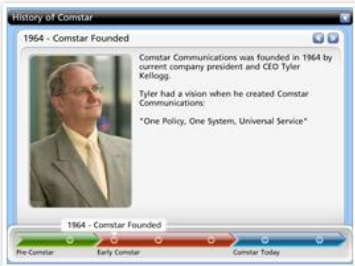 History of Comstar
1964 - Comstar Founded
Comstar Communications was founded in 1964 by
current company president and CEO Tyler
Kellogg.
Tyler had a vision when he created Comstar
Communications:
"One Policy, One System, Universal Service"
1964 - Comstar Founded
Pre-Comstar
Early Comstar
Comstar Today